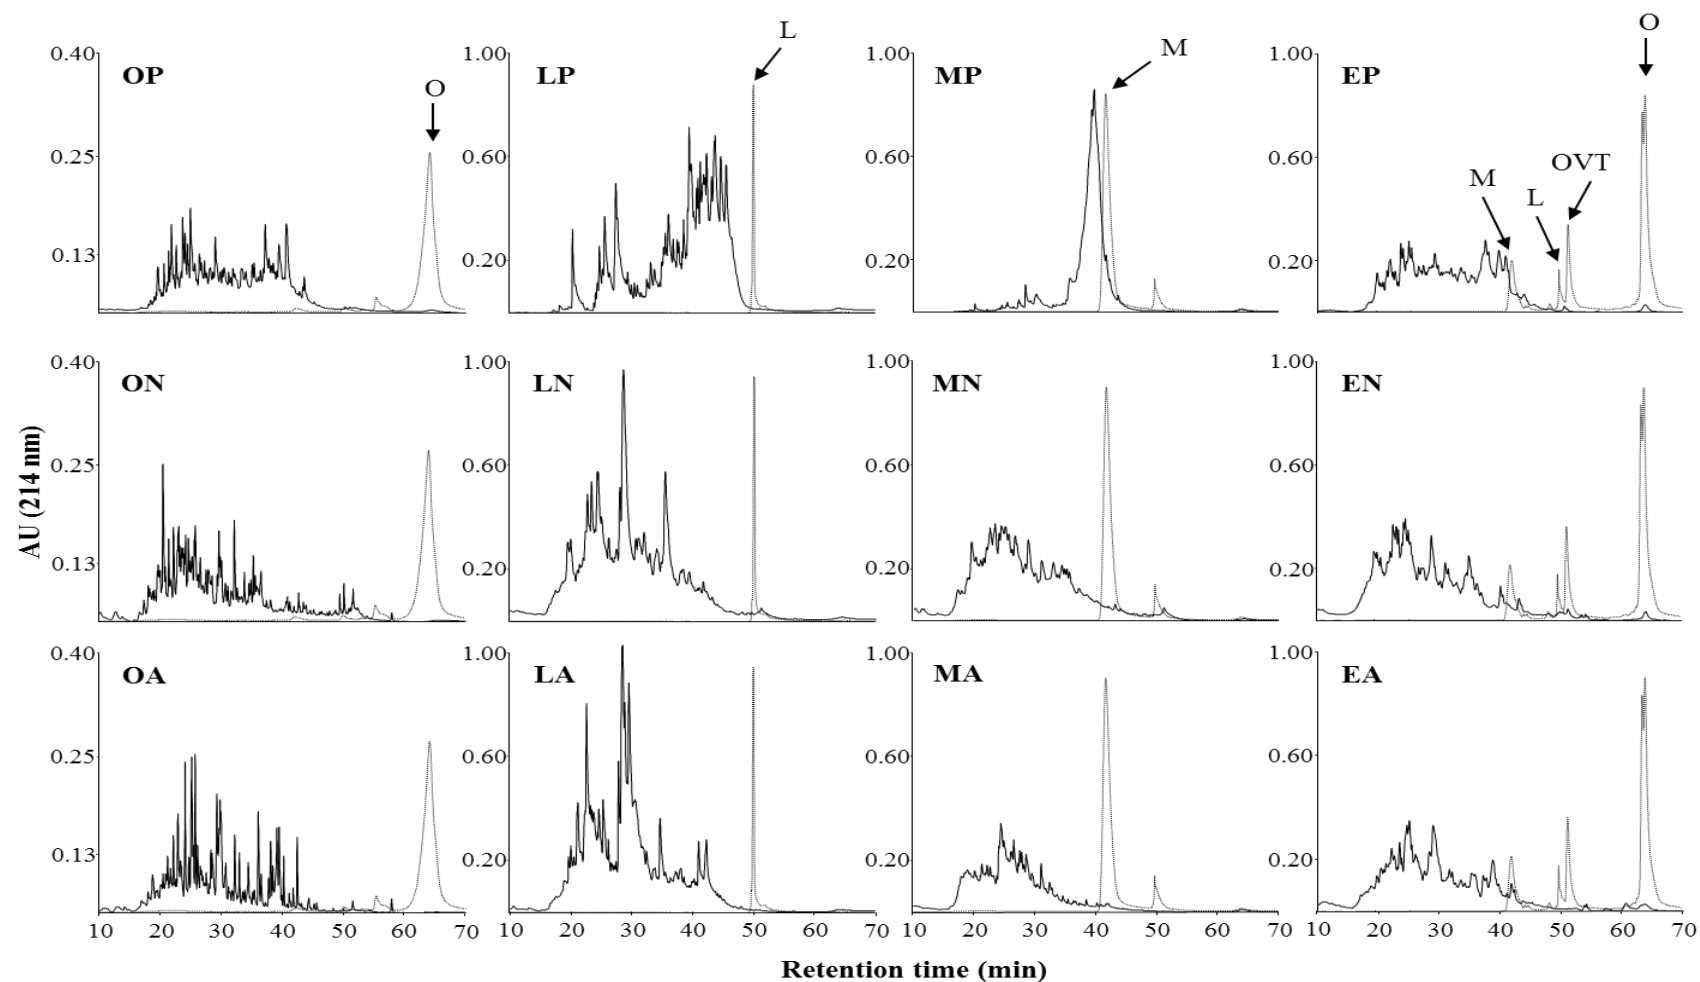 O
L
0.40
1.00
1.00
M
1.00
OP
LP
MP
EP
O
0.25
0.60
0.60
0.60
OVT
M
L
0.13
0.20
0.20
0.20
0.40
1.00
1.00
1.00
ON
LN
MN
EN
0.25
0.60
0.60
0.60
AU (214 nm)
0.13
0.20
0.20
0.20
0.40
1.00
1.00
1.00
OA
LA
MA
EA
0.25
0.60
0.60
0.60
0.13
0.20
0.20
0.20
10 20 30 40 50 60 70
20 30 40 50 60 70
10 20 30 40 50 60 70
10 20 30 40 50 60 70
Retention time (min)